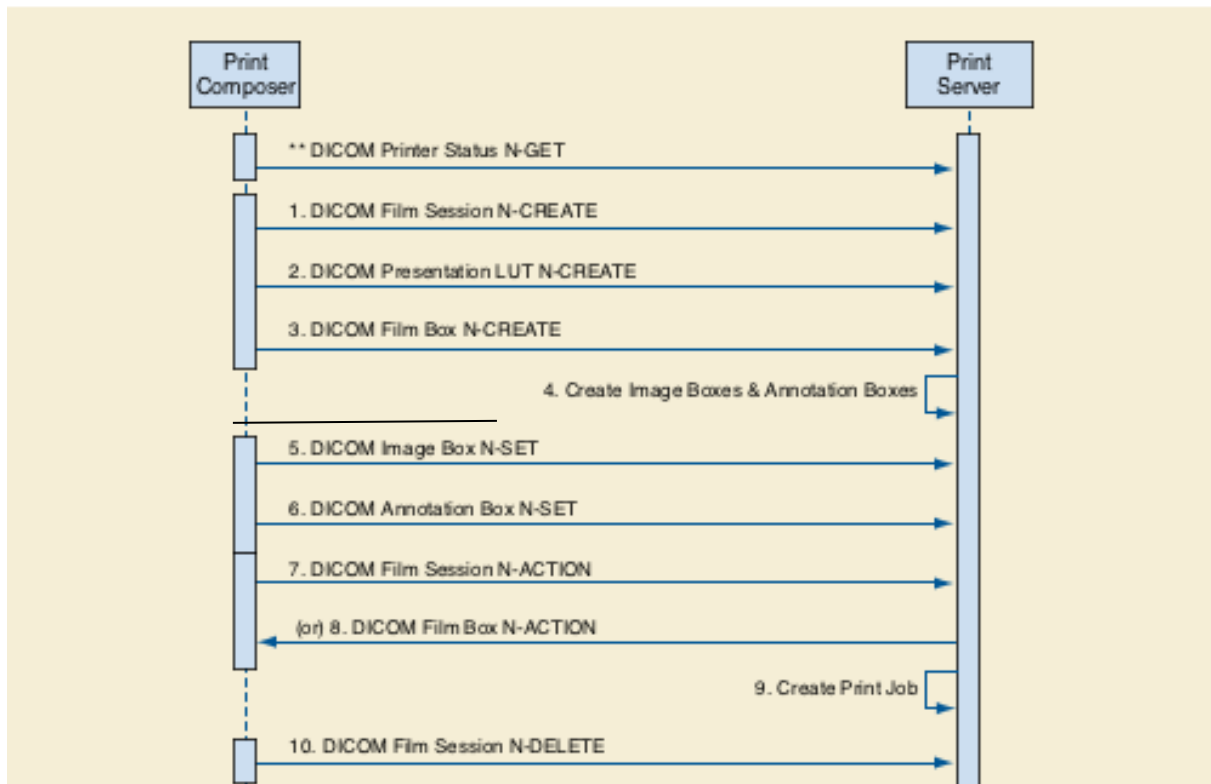 Print
Composer
Print
Server
** DICOM Printer Status N-GET
1. DICOM Film Session N-CREATE
2. DICOM Presentation LUT N-CREATE
3. DICOM Film Box N-CREATE
4. Create Image Boxes & Annotation Boxes
5. DICOM Image Box N-SET
6. DICOM Annotation Box N-SET
7. DICOM Film Session N-ACTION
(or) 8. DICOM Film Box N-ACTION
9. Create Print Job
10. DICOM Film Session N-DELETE